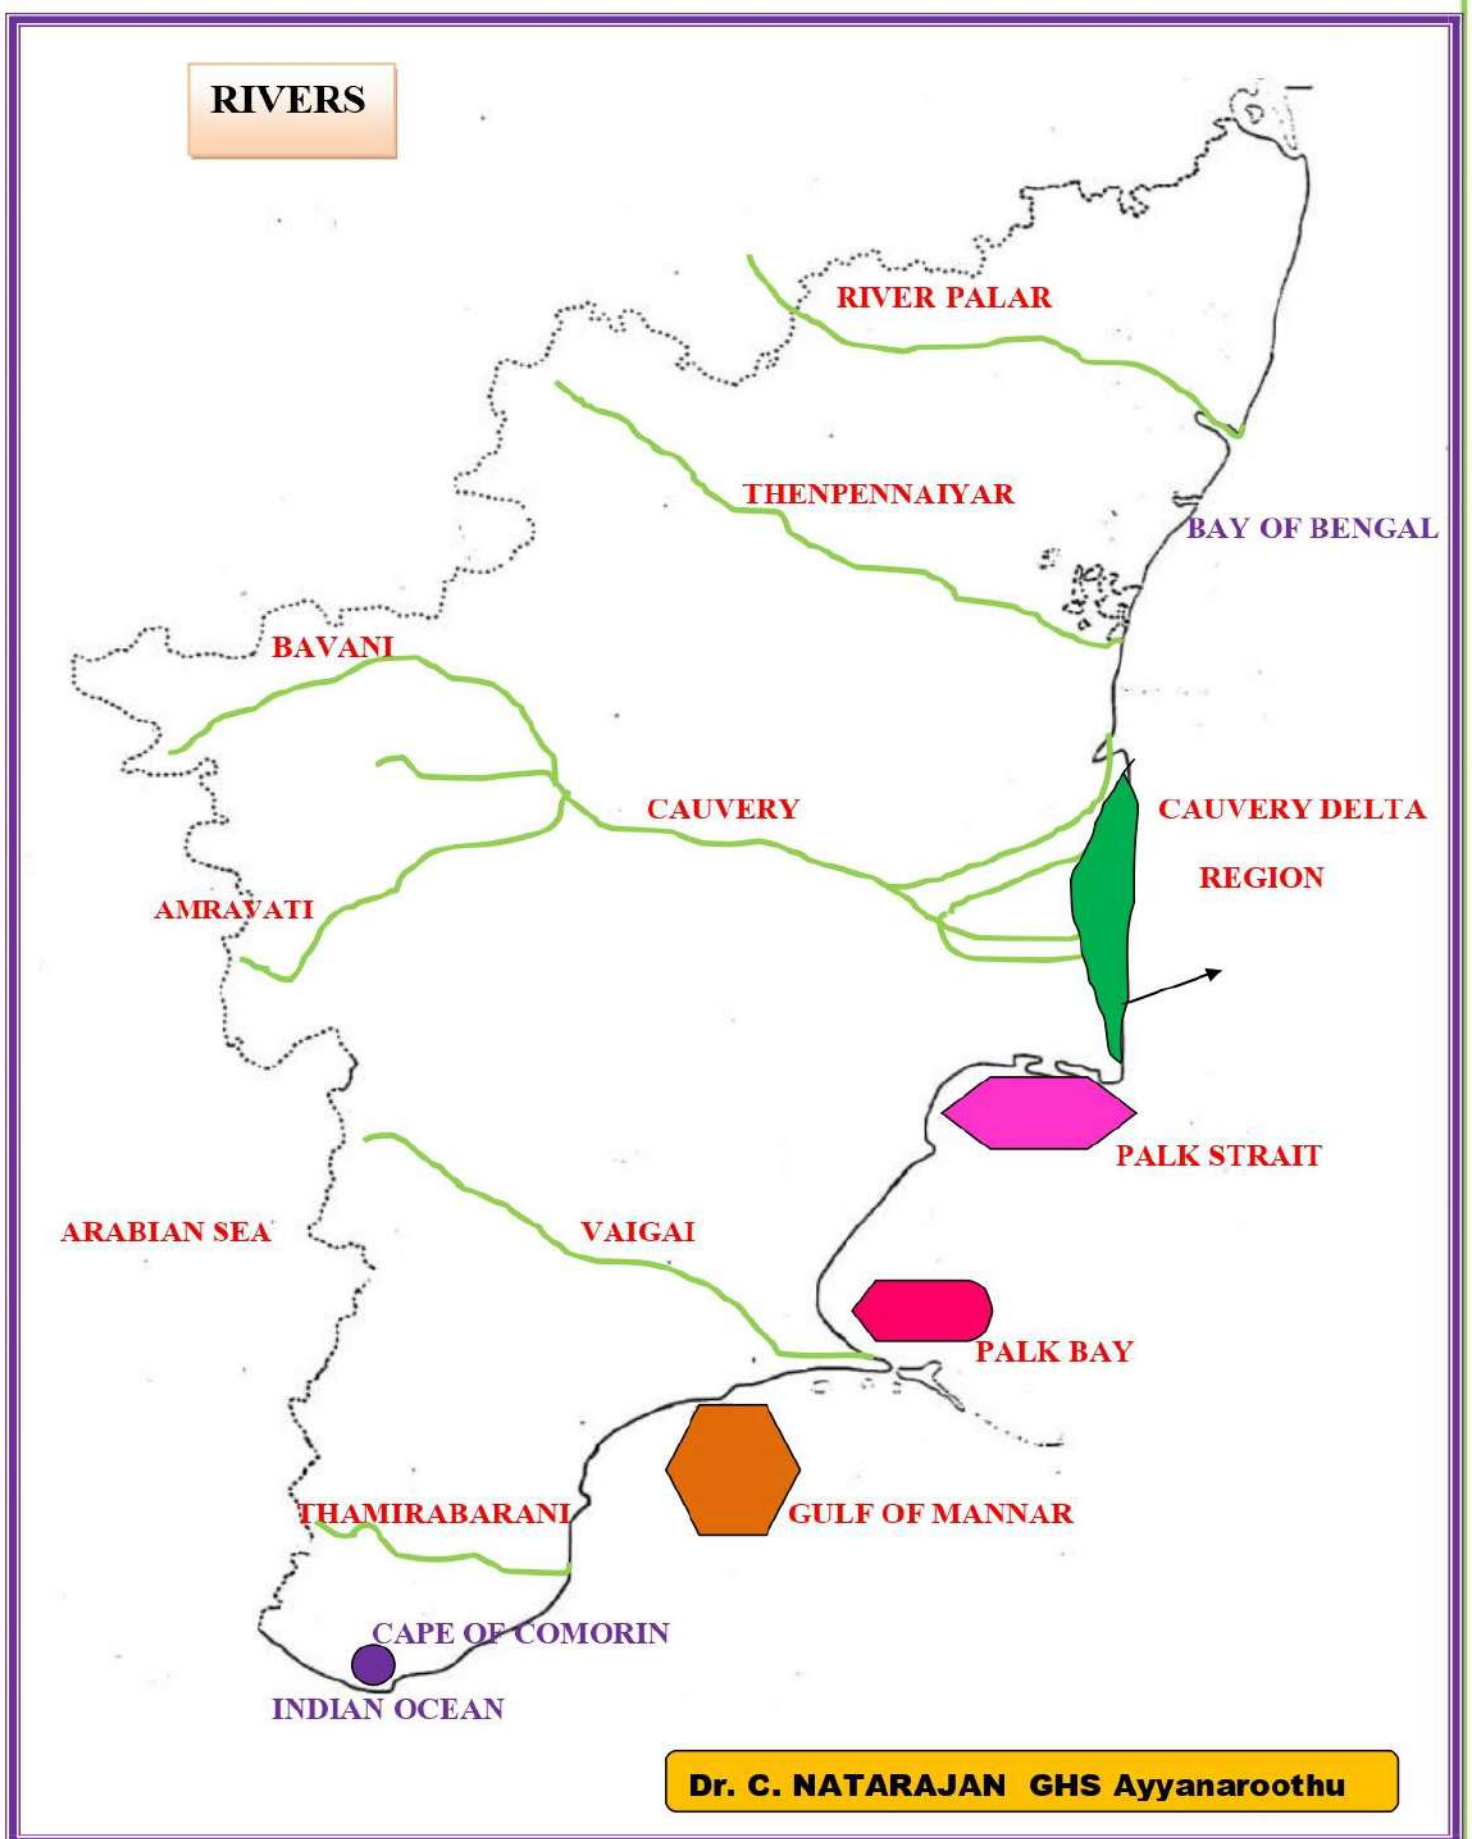 RIVERS
RIVER PALAR
THENPENNAIYAR
BAY OF BENGAL
BAVANI
CAUVERY
CAUVERY DELTA
REGION
AMRAVATI
PALK STRAIT
ARABIAN SEA
VAIGAI
PALK BAY
THAMIRABARANI
GULF OF MANNAR
CAPE OF COMORIN
INDIAN OCEAN
Dr. C. NATARAJAN GHS Ayyanaroothu